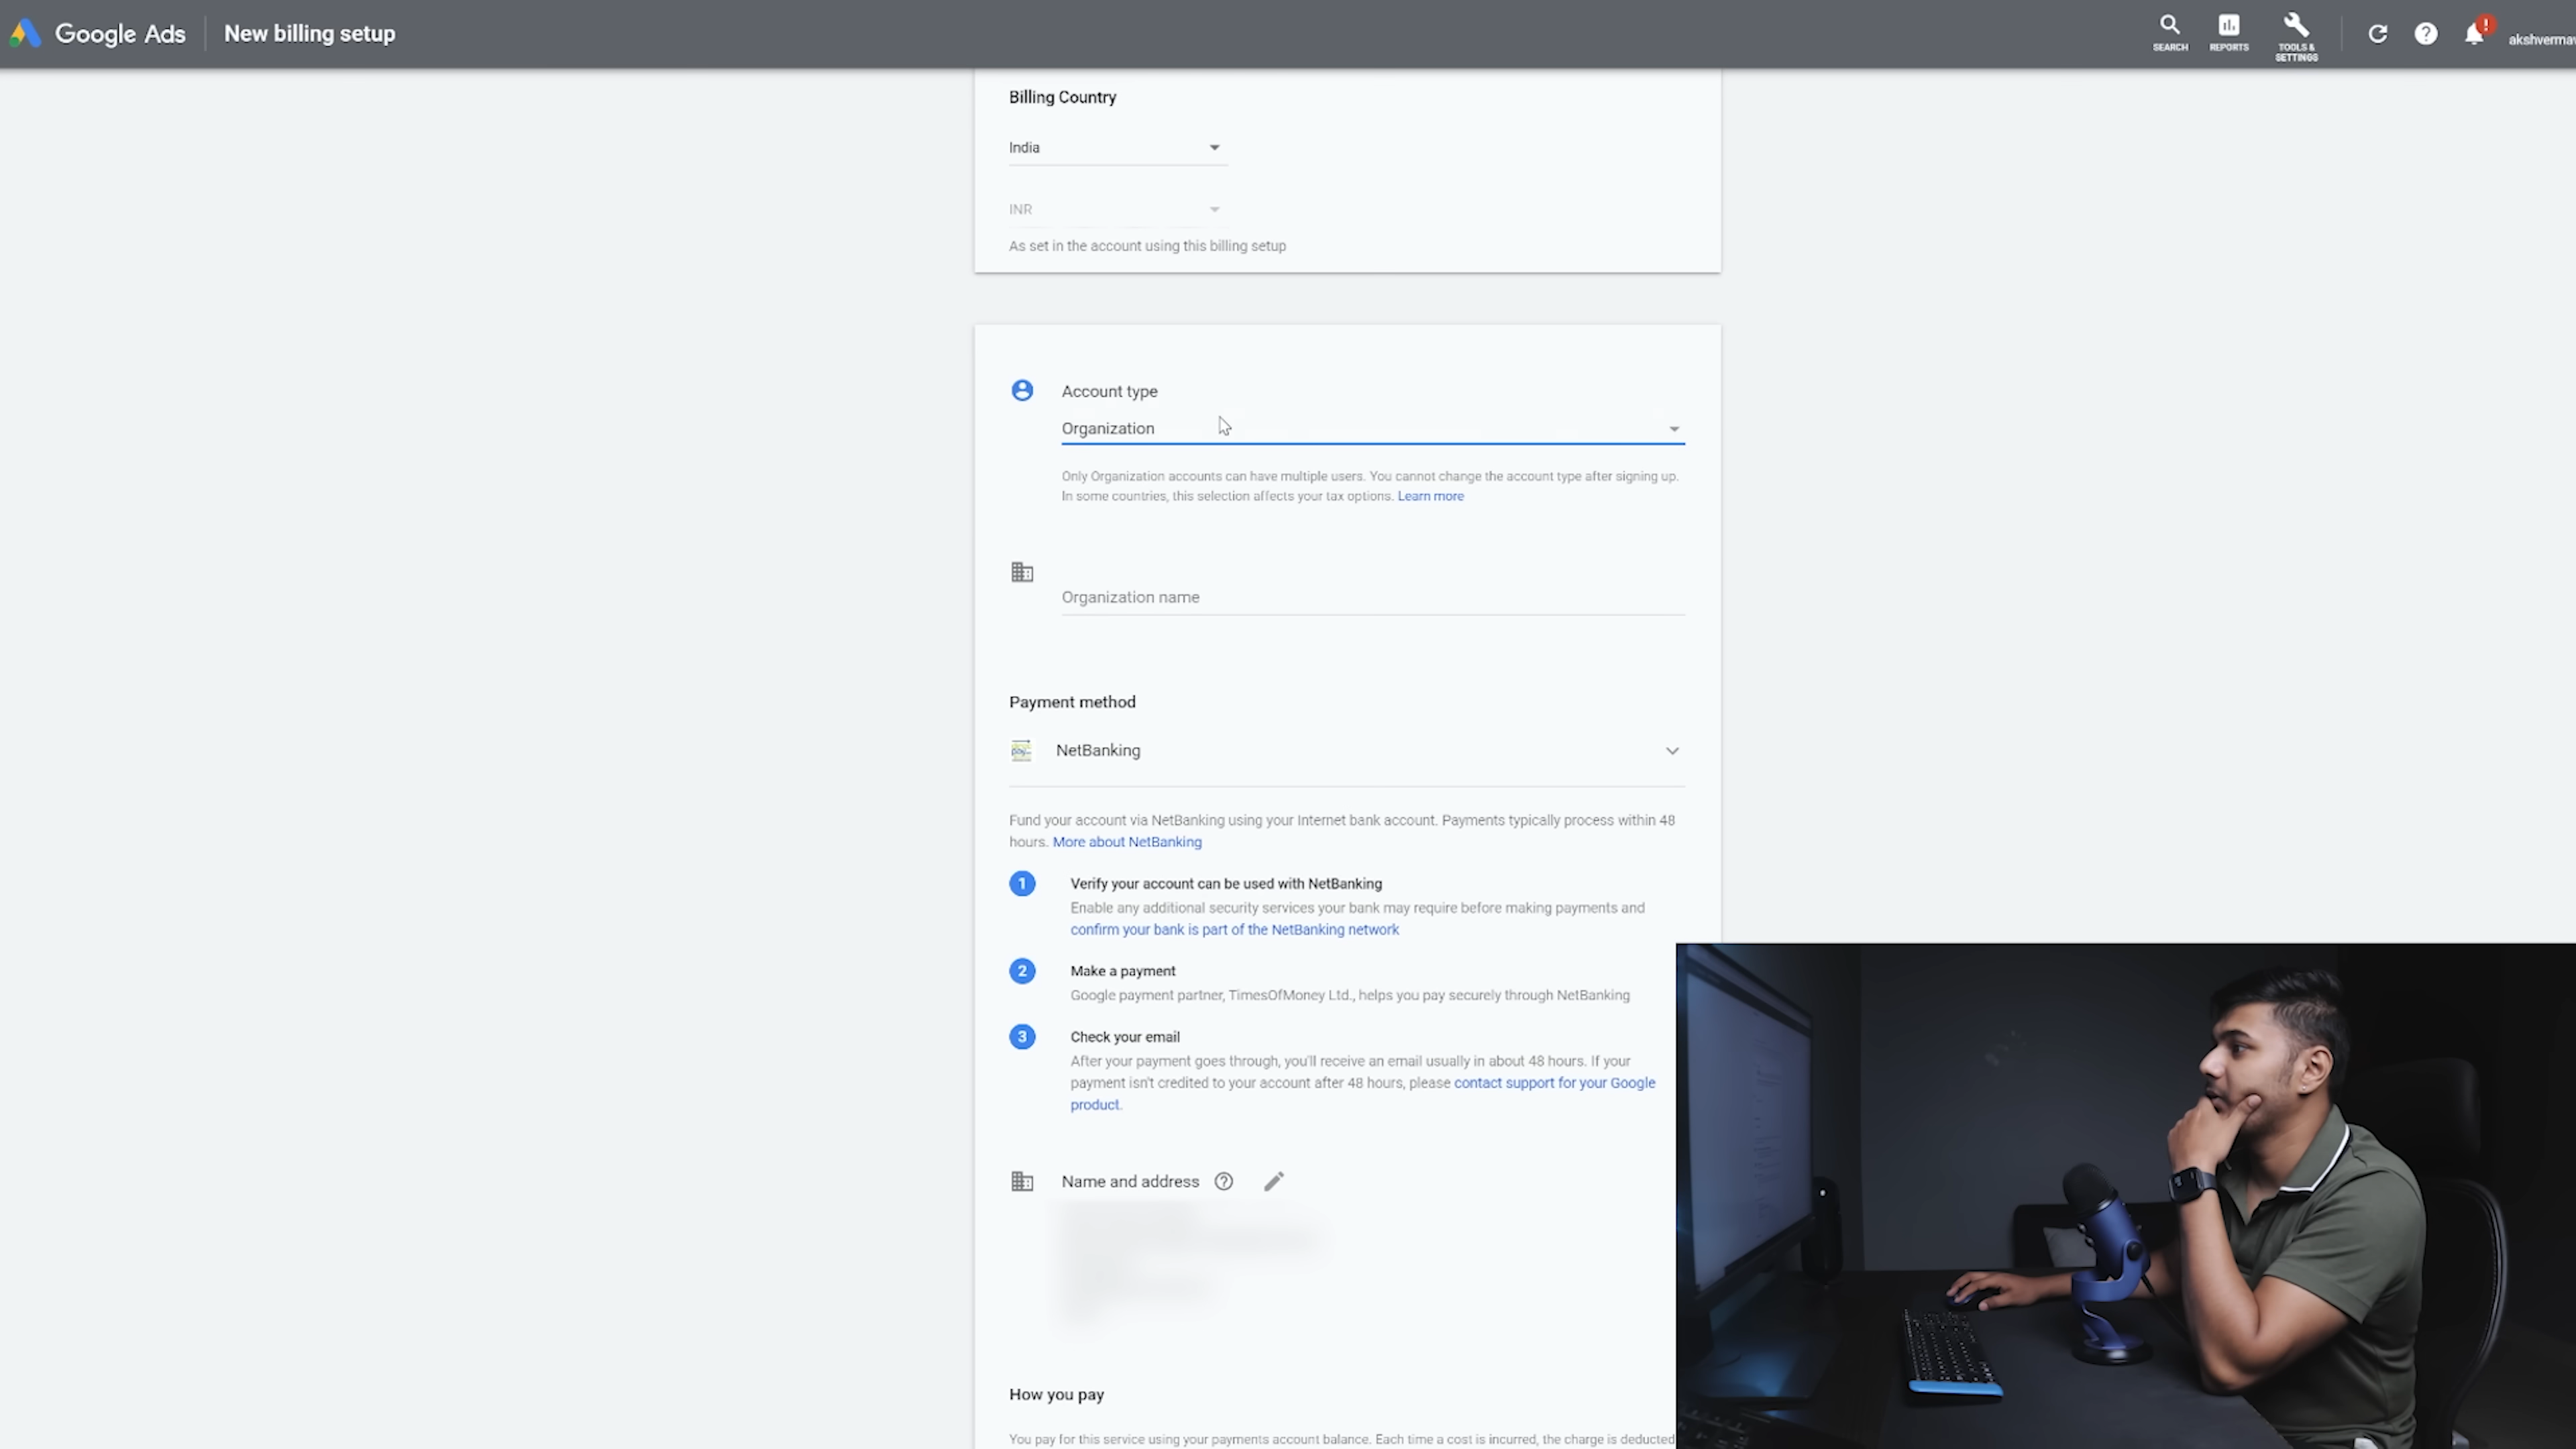 Google Ads
New billing setup
SEARCH
REPORTS
TOOLS &
SETTINGS
!
Billing Country
India
INR
As set in the account using this billing setup
Account type
Organization
Only Organization accounts can have multiple users. You cannot change the account type after signing up.
In some countries, this selection affects your tax options. Learn more
Organization name
Payment method
NetBanking
Fund your account via NetBanking using your Internet bank account. Payments typically process within 48
hours. More about NetBanking
1
Verify your account can be used with NetBanking
Enable any additional security services your bank may require before making payments and
confirm your bank is part of the NetBanking network
2
Make a payment
Google payment partner, TimesOfMoney Ltd., helps you pay securely through NetBanking
3
Check your email
After your payment goes through, you'll receive an email usually in about 48 hours. If your
payment isn't credited to your account after 48 hours, please contact support for your Google
product.
Name and address
How you pay
You pay for this service using your payments account balance. Each time a cost is incurred, the charge is deducted